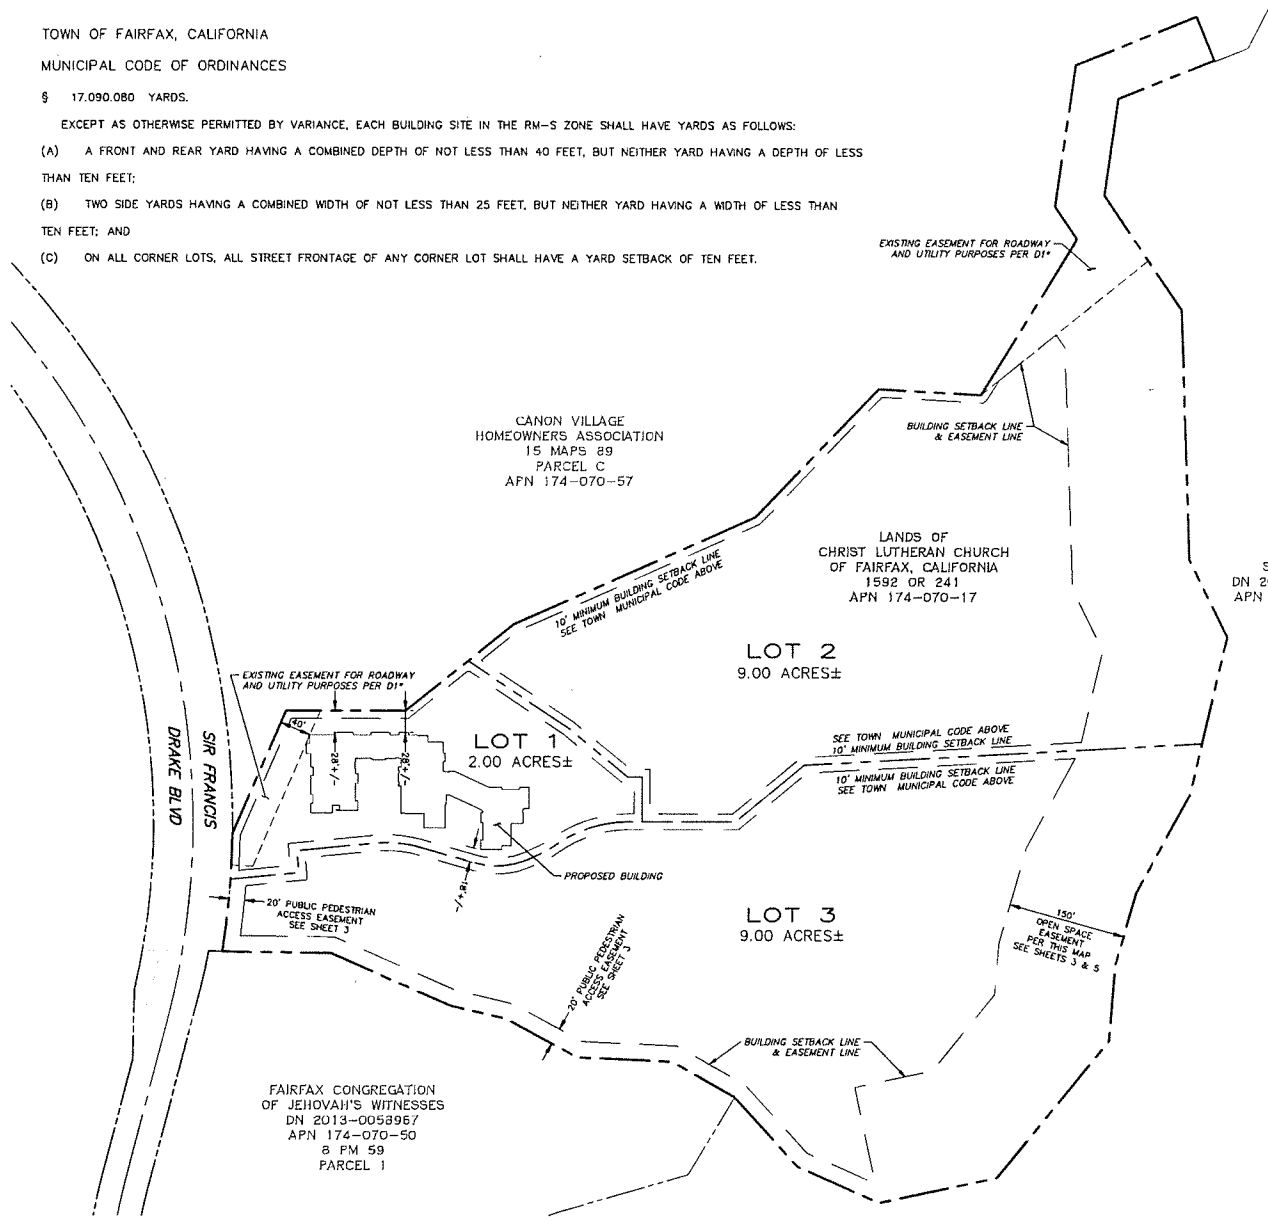 TOWN OF FAIRFAX, CALIFORNIA
MUNICIPAL CODE OF ORDINANCES
§ 17.090.080 YARDS.
EXCEPT AS OTHERWISE PERMITTED BY VARIANCE, EACH BUILDING SITE IN THE RM-S ZONE SHALL HAVE YARDS AS FOLLOWS:
(A) A FRONT AND REAR YARD HAVING A COMBINED DEPTH OF NOT LESS THAN 40 FEET, BUT NEITHER YARD HAVING A DEPTH OF LESS
THAN TEN FEET;
(B) TWO SIDE YARDS HAVING A COMBINED WIDTH OF NOT LESS THAN 25 FEET, BUT NEITHER YARD HAVING A WIDTH OF LESS THAN
TEN FEET; AND
(C) ON ALL CORNER LOTS, ALL STREET FRONTAGE OF ANY CORNER LOT SHALL HAVE A YARD SETBACK OF TEN FEET.
EXISTING EASEMENT FOR ROADWAY
AND UTILITY PURPOSES PER D1*
CANON VILLAGE
HOMEOWNERS ASSOCIATION
15 MAPS 89
PARCEL C
APN 174-070-57
BUILDING SETBACK LINE
& EASEMENT LINE
LANDS OF
CHRIST LUTHERAN CHURCH
OF FAIRFAX, CALIFORNIA
1592 OR 241
APN 174-070-17
S
DN 2
APN
10' MINIMUM BUILDING SETBACK LINE
SEE TOWN MUNICIPAL CODE ABOVE
LOT 2
9.00 ACRES±
EXISTING EASEMENT FOR ROADWAY
AND UTILITY PURPOSES PER D1*
40'
28'+/-
28'+/-
LOT 1
2.00 ACRES±
SIR FRANCIS
DRAKE BLVD
SEE TOWN MUNICIPAL CODE ABOVE
10' MINIMUM BUILDING SETBACK LINE
10' MINIMUM BUILDING SETBACK LINE
SEE TOWN MUNICIPAL CODE ABOVE
PROPOSED BUILDING
18'+/-
20' PUBLIC PEDESTRIAN
ACCESS EASEMENT
SEE SHEET 3
LOT 3
9.00 ACRES±
150'
OPEN SPACE
EASEMENT
PER THIS MAP
SEE SHEETS 3 & 5
20' PUBLIC PEDESTRIAN
ACCESS EASEMENT
SEE SHEET 3
BUILDING SETBACK LINE
& EASEMENT LINE
FAIRFAX CONGREGATION
OF JEHOVAH'S WITNESSES
DN 2013-0058967
APN 174-070-50
8 PM 59
PARCEL 1